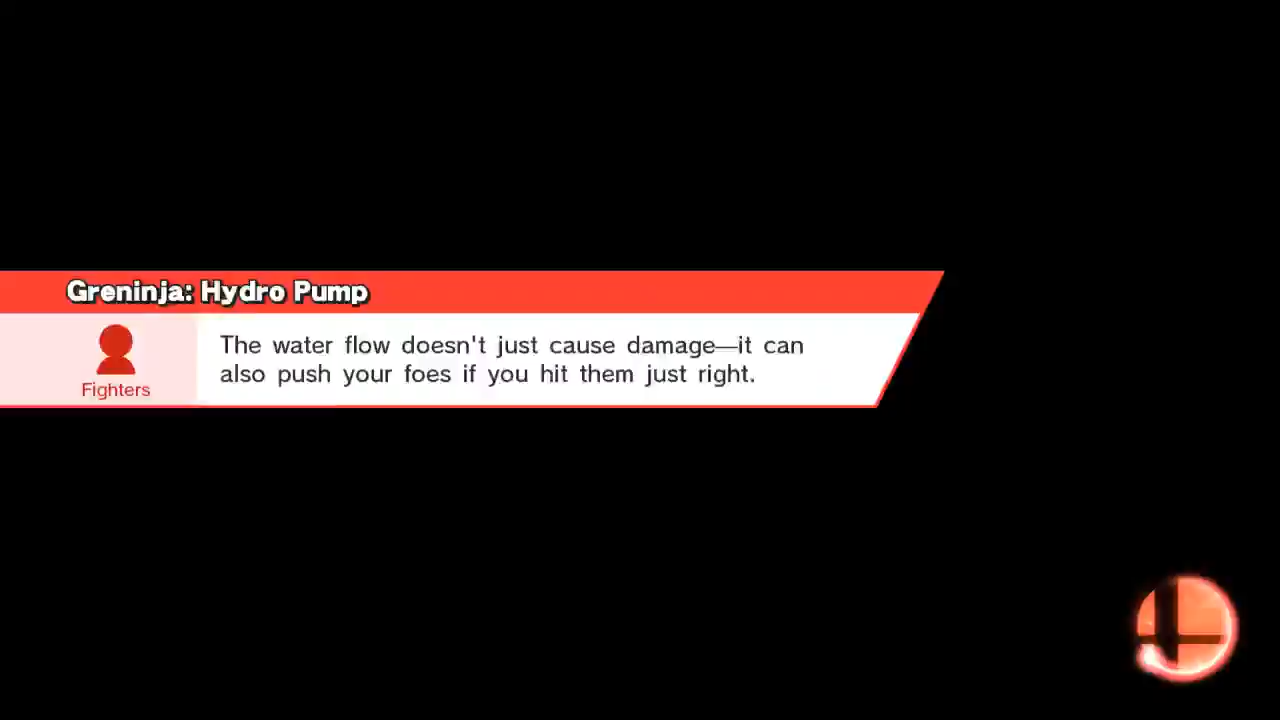 Greninja: Hydro Pump
The water flow doesn't just cause damage—it can
also push your foes if you hit them just right.
Fighters